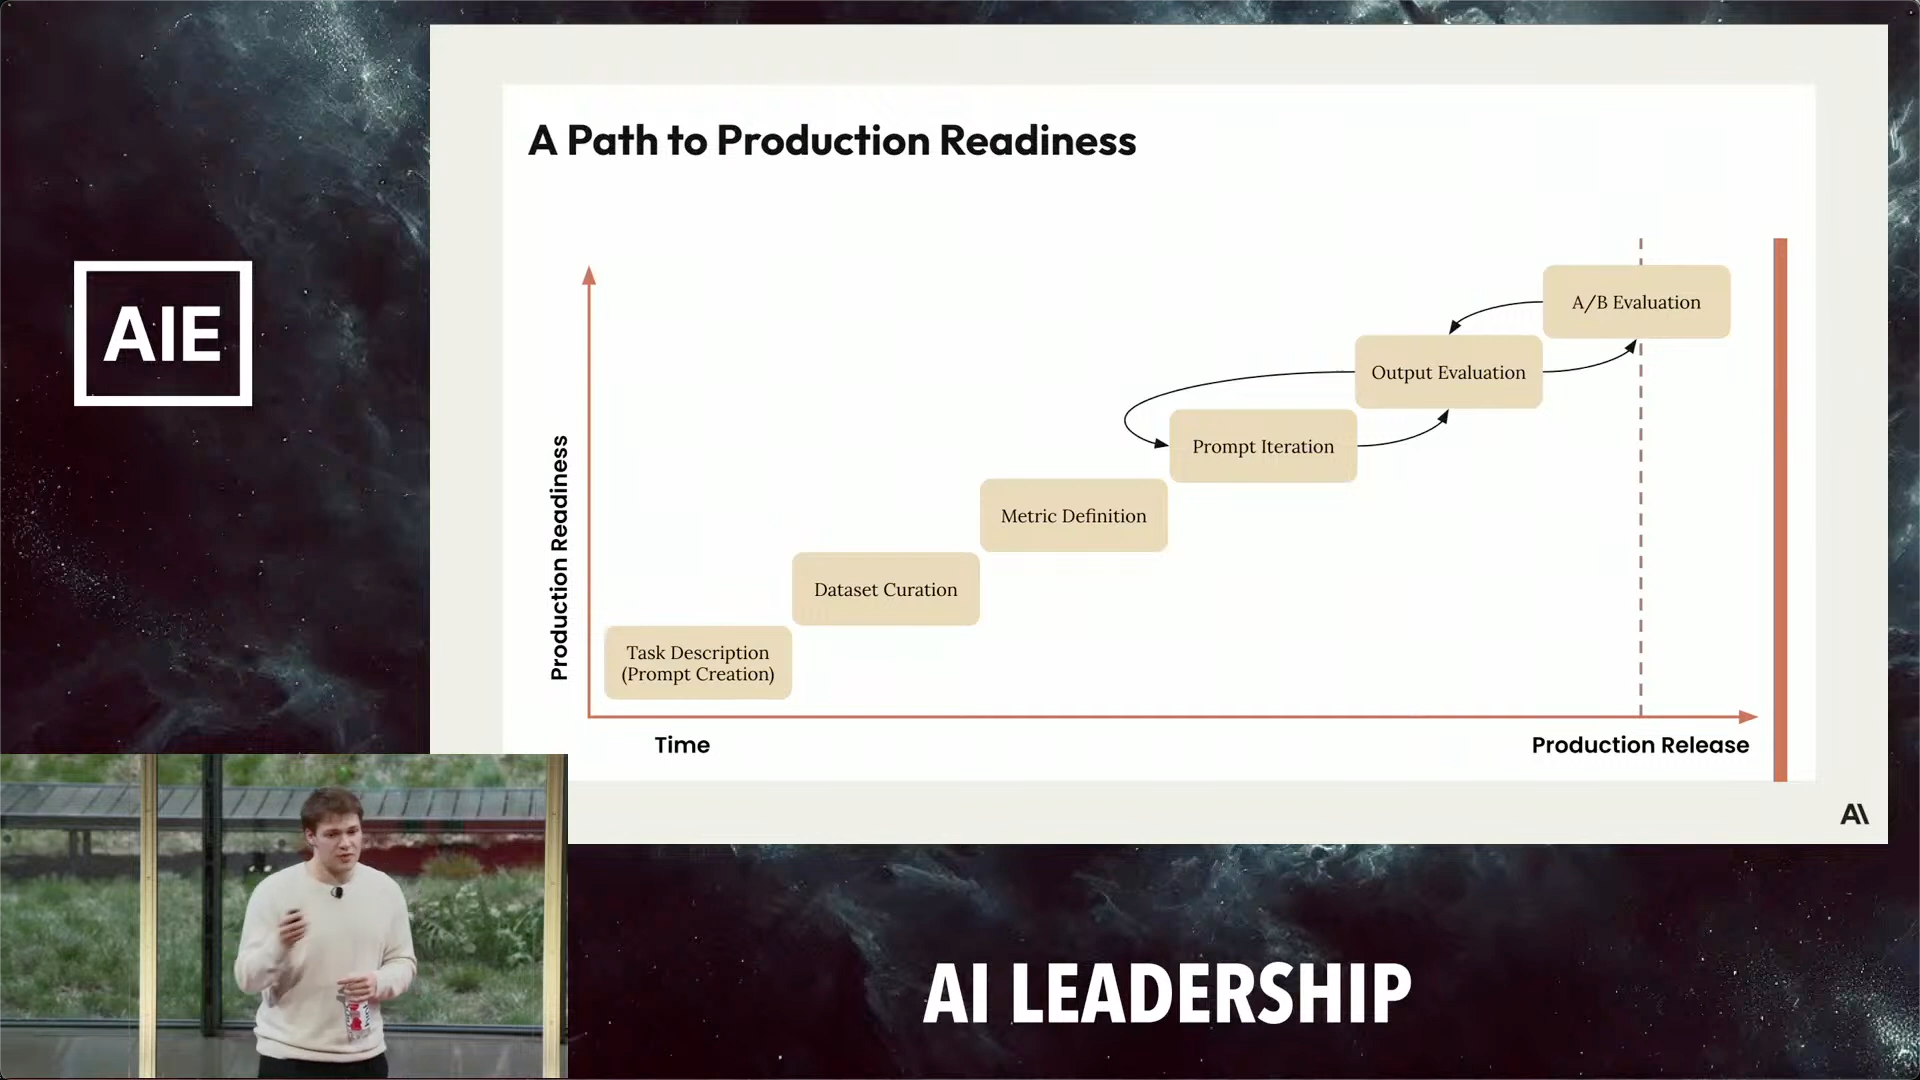 AIE
A Path to Production Readiness
Production Readiness
A/B Evaluation
Output Evaluation
Prompt Iteration
Metric Definition
Dataset Curation
Task Description
(Prompt Creation)
Time
Production Release
A\
AI LEADERSHIP